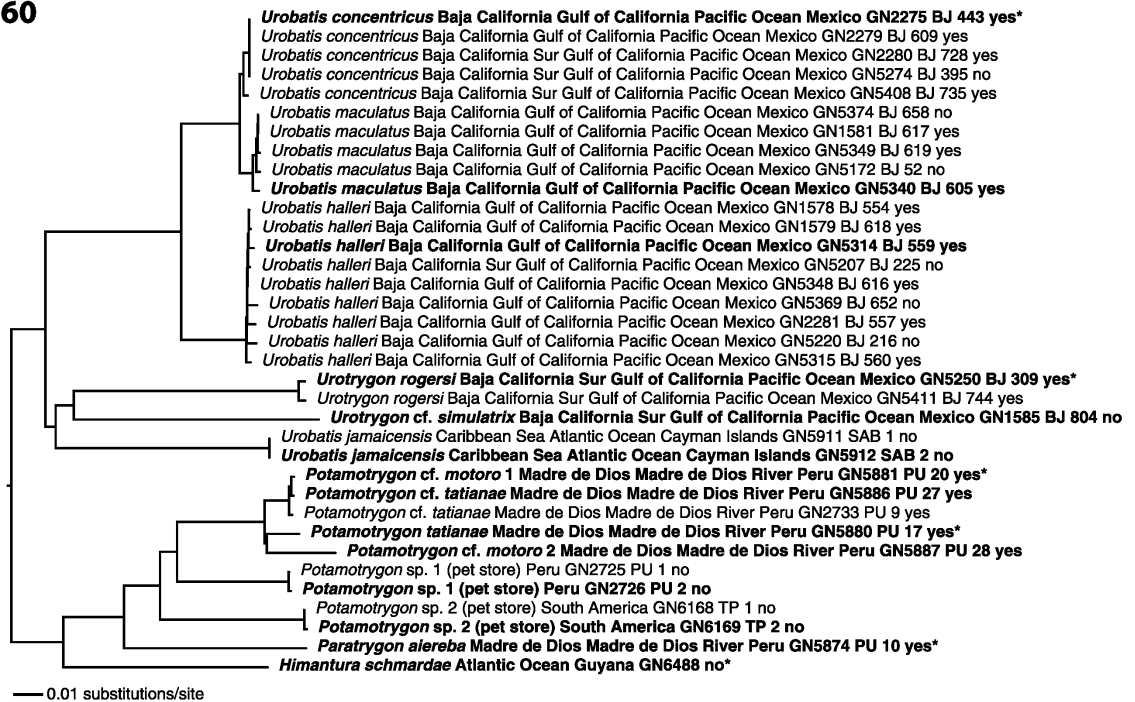 60
Urobatis concentricus Baja California Gulf of California Pacific Ocean Mexico GN2275 BJ 443 yes*
Urobatis concentricus Baja California Gulf of California Pacific Ocean Mexico GN2279 BJ 609 yes
Urobatis concentricus Baja California Sur Gulf of California Pacific Ocean Mexico GN2280 BJ 728 yes
Urobatis concentricus Baja California Sur Gulf of California Pacific Ocean Mexico GN5274 BJ 395 no
Urobatis concentricus Baja California Sur Gulf of California Pacific Ocean Mexico GN5408 BJ 735 yes
Urobatis maculatus Baja California Gulf of California Pacific Ocean Mexico GN5374 BJ 658 no
Urobatis maculatus Baja California Gulf of California Pacific Ocean Mexico GN1581 BJ 617 yes
Urobatis maculatus Baja California Gulf of California Pacific Ocean Mexico GN5349 BJ 619 yes
Urobatis maculatus Baja California Gulf of California Pacific Ocean Mexico GN5172 BJ 52 no
Urobatis maculatus Baja California Gulf of California Pacific Ocean Mexico GN5340 BJ 605 yes
Urobatis halleri Baja California Gulf of California Pacific Ocean Mexico GN1578 BJ 554 yes
Urobatis halleri Baja California Gulf of California Pacific Ocean Mexico GN1579 BJ 618 yes
Urobatis halleri Baja California Gulf of California Pacific Ocean Mexico GN5314 BJ 559 yes
Urobatis halleri Baja California Sur Gulf of California Pacific Ocean Mexico GN5207 BJ 225 no
Urobatis halleri Baja California Gulf of California Pacific Ocean Mexico GN5348 BJ 616 yes
Urobatis halleri Baja California Gulf of California Pacific Ocean Mexico GN5369 BJ 652 no
Urobatis halleri Baja California Gulf of California Pacific Ocean Mexico GN2281 BJ 557 yes
Urobatis halleri Baja California Gulf of California Pacific Ocean Mexico GN5220 BJ 216 no
Urobatis halleri Baja California Gulf of California Pacific Ocean Mexico GN5315 BJ 560 yes
Urotrygon rogersi Baja California Sur Gulf of California Pacific Ocean Mexico GN5250 BJ 309 yes*
Urotrygon rogersi Baja California Sur Gulf of California Pacific Ocean Mexico GN5411 BJ 744 yes
Urotrygon cf. simulatrix Baja California Sur Gulf of California Pacific Ocean Mexico GN1585 BJ 804 no
Urobatis jamaicensis Caribbean Sea Atlantic Ocean Cayman Islands GN5911 SAB 1 no
Urobatis jamaicensis Caribbean Sea Atlantic Ocean Cayman Islands GN5912 SAB 2 no
Potamotrygon cf. motoro 1 Madre de Dios Madre de Dios River Peru GN5881 PU 20 yes*
Potamotrygon cf. tatianae Madre de Dios Madre de Dios River Peru GN5886 PU 27 yes
Potamotrygon cf. tatianae Madre de Dios Madre de Dios River Peru GN2733 PU 9 yes
Potamotrygon tatianae Madre de Dios Madre de Dios River Peru GN5880 PU 17 yes*
Potamotrygon cf. motoro 2 Madre de Dios Madre de Dios River Peru GN5887 PU 28 yes
Potamotrygon sp. 1 (pet store) Peru GN2725 PU 1 no
Potamotrygon sp. 1 (pet store) Peru GN2726 PU 2 no
Potamotrygon sp. 2 (pet store) South America GN6168 TP 1 no
Potamotrygon sp. 2 (pet store) South America GN6169 TP 2 no
Paratrygon aiereba Madre de Dios Madre de Dios River Peru GN5874 PU 10 yes*
Himantura schmardae Atlantic Ocean Guyana GN6488 no*
0.01 substitutions/site